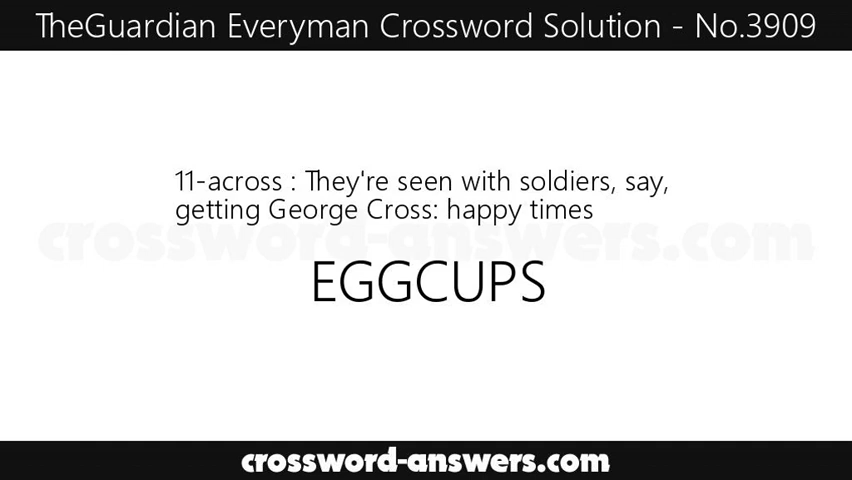 TheGuardian Everyman Crossword Solution - No.3909
11-across : They're seen with soldiers, say,
getting George Cross: happy times
crossword-answers.com
EGGCUPS
crossword-answers.com